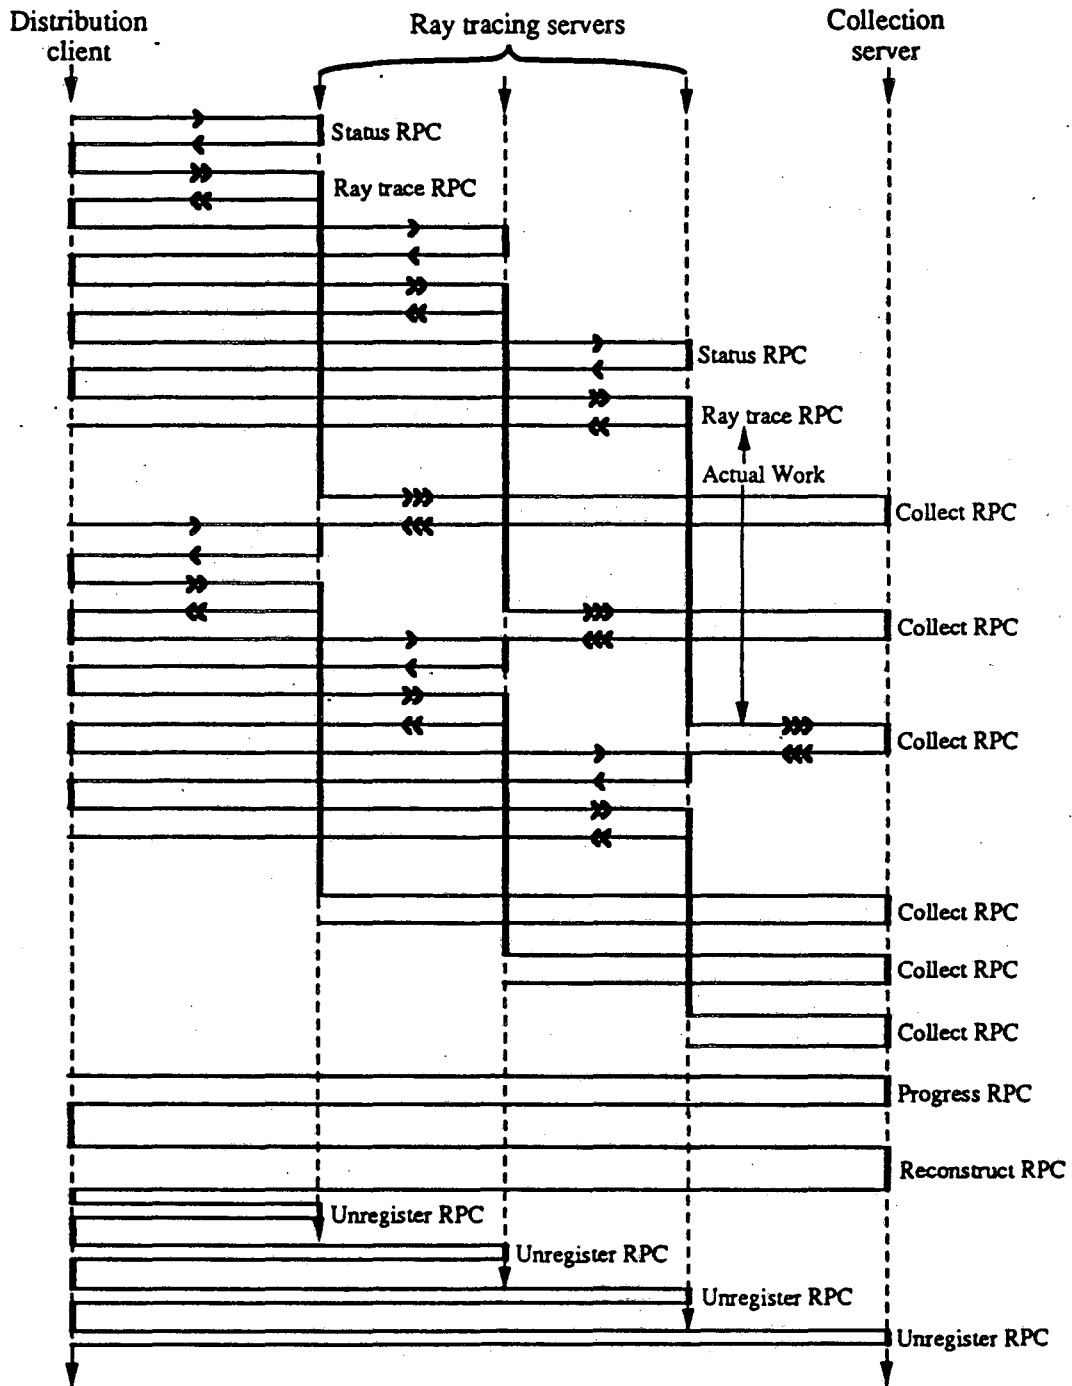 Distribution
client
Ray tracing servers
Collection
server
Status RPC
Ray trace RPC
Status RPC
Ray trace RPC
Actual Work
Collect RPC
Collect RPC
Collect RPC
Collect RPC
Collect RPC
Collect RPC
Progress RPC
Reconstruct RPC
Unregister RPC
Unregister RPC
Unregister RPC
Unregister RPC